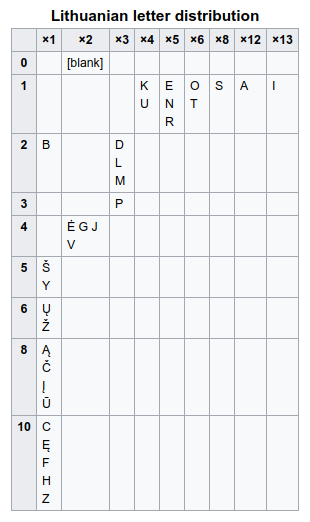 Lithuanian letter distribution
×1 ×2 ×3 ×4 ×5 ×6 ×8 ×12 ×13
0 [blank]
1 K E O S A I
U N T
R
2 B D
L
M
3 P
4 Ė G J
V
5 Š
Y
6 Ų
Ž
8 Ą
Č
Į
Ū
10 C
Ę
F
H
Z